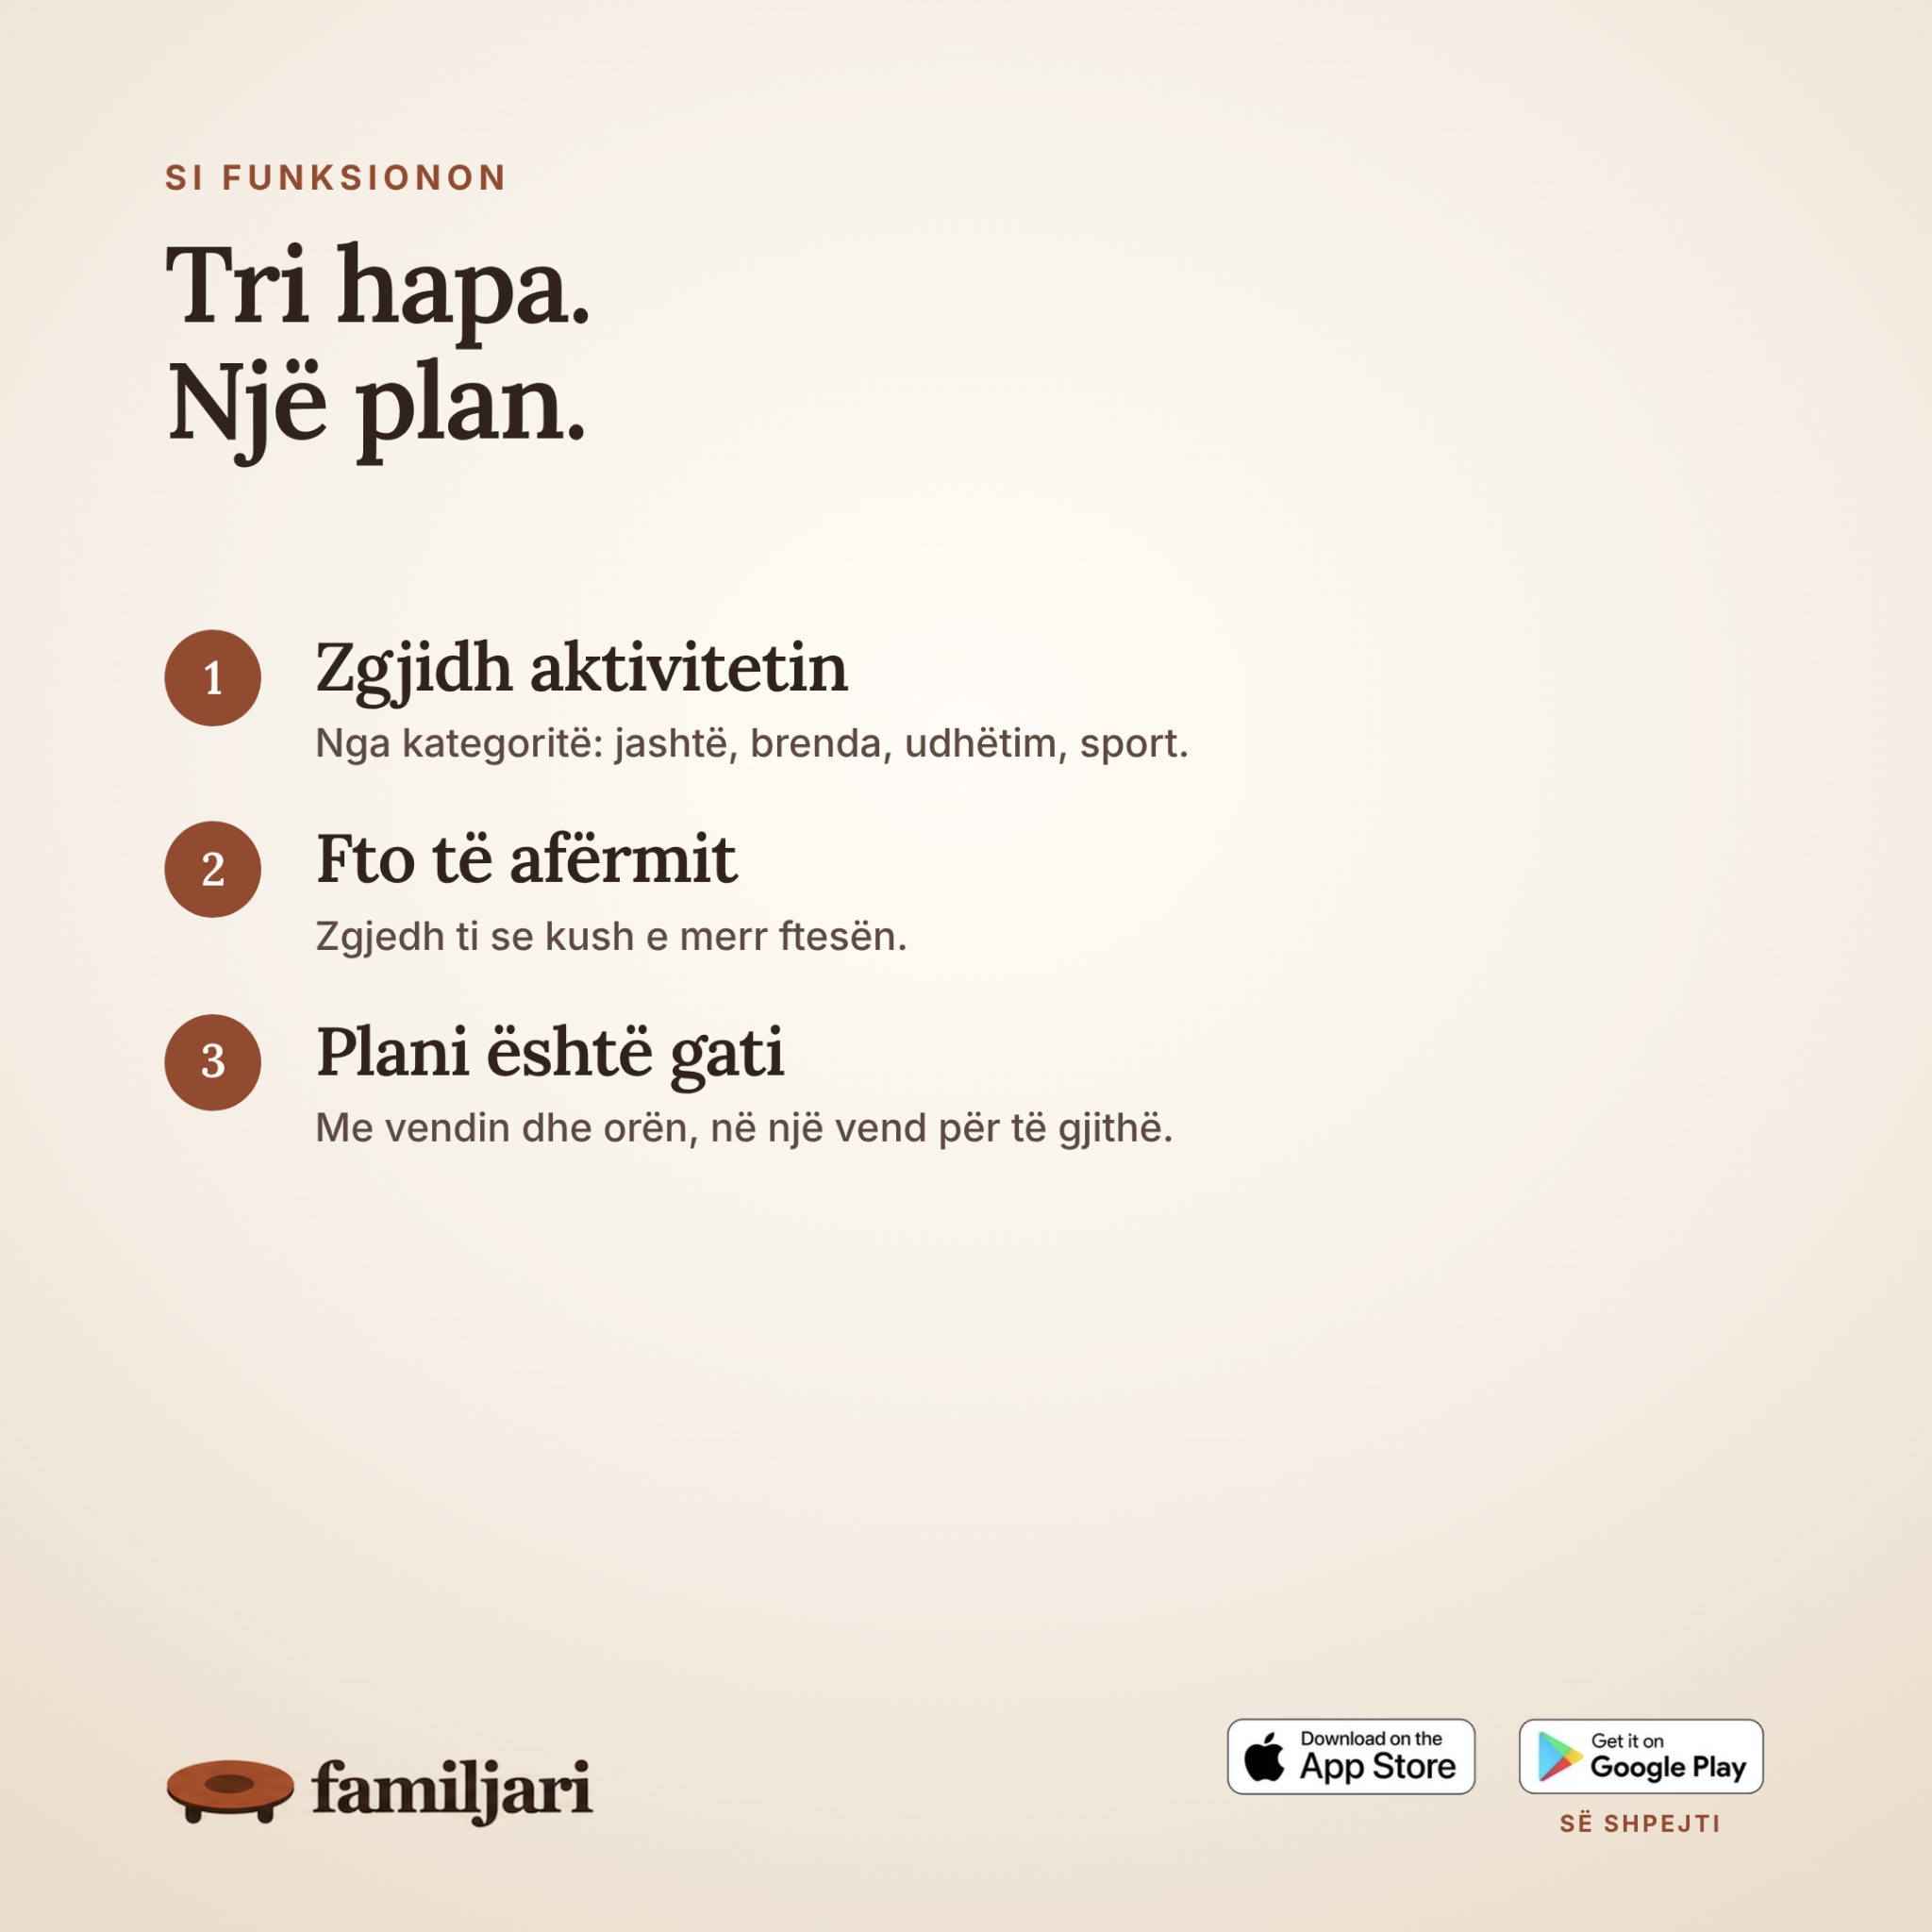 SI FUNKSIONON
Tri hapa.
Një plan.
1
Zgjidh aktivitetin
Nga kategoritë: jashtë, brenda, udhëtim, sport.
2
Fto të afërmit
Zgjedh ti se kush e merr ftesën.
3
Plani është gati
Me vendin dhe orën, në një vend për të gjithë.
familjari
Download on the
App Store
Get it on
Google Play
SË SHPEJTI